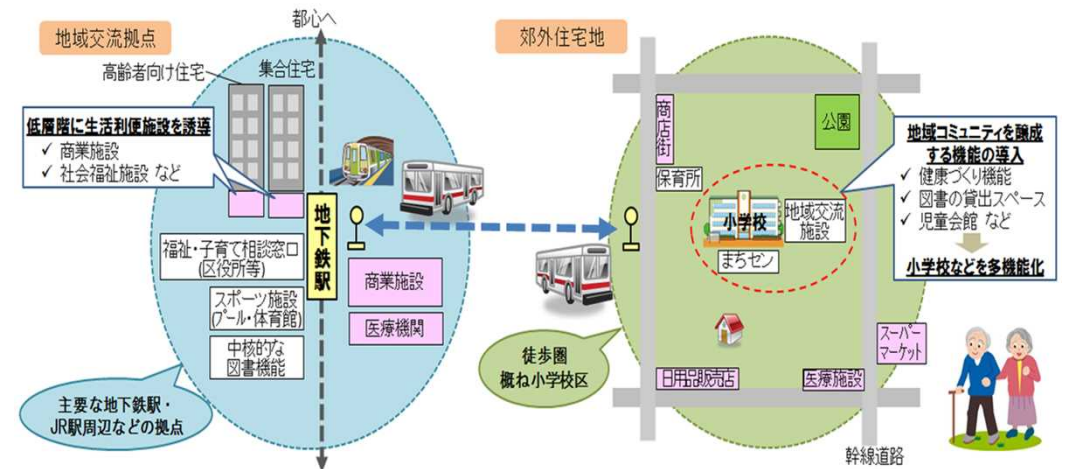 都心へ
地域交流拠点
高齢者向け住宅
集合住宅
低層階に生活利便施設を誘導
✓ 商業施設
✓ 社会福祉施設 など
地下鉄駅
福祉・子育て相談窓口
(区役所等)
スポーツ施設
(プール・体育館)
中核的な
図書機能
商業施設
医療機関
主要な地下鉄駅・
JR駅周辺などの拠点
郊外住宅地
商店街
公園
保育所
小学校
地域交流
施設
まちセン
地域コミュニティを醸成
する機能の導入
✓ 健康づくり機能
✓ 図書の貸出スペース
✓ 児童会館 など
小学校などを多機能化
徒歩圏
概ね小学校区
日用品販売店
医療施設
スーパー
マーケット
幹線道路